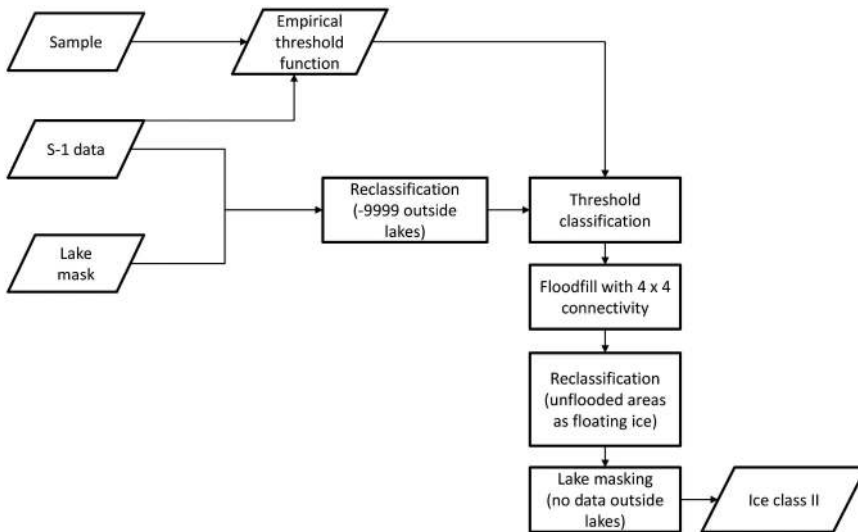 Sample
Empirical
threshold
function
S-1 data
Lake
mask
Reclassification
(-9999 outside
lakes)
Threshold
classification
Floodfill with 4 x 4
connectivity
Reclassification
(unflooded areas
as floating ice)
Lake masking
(no data outside
lakes)
Ice class II